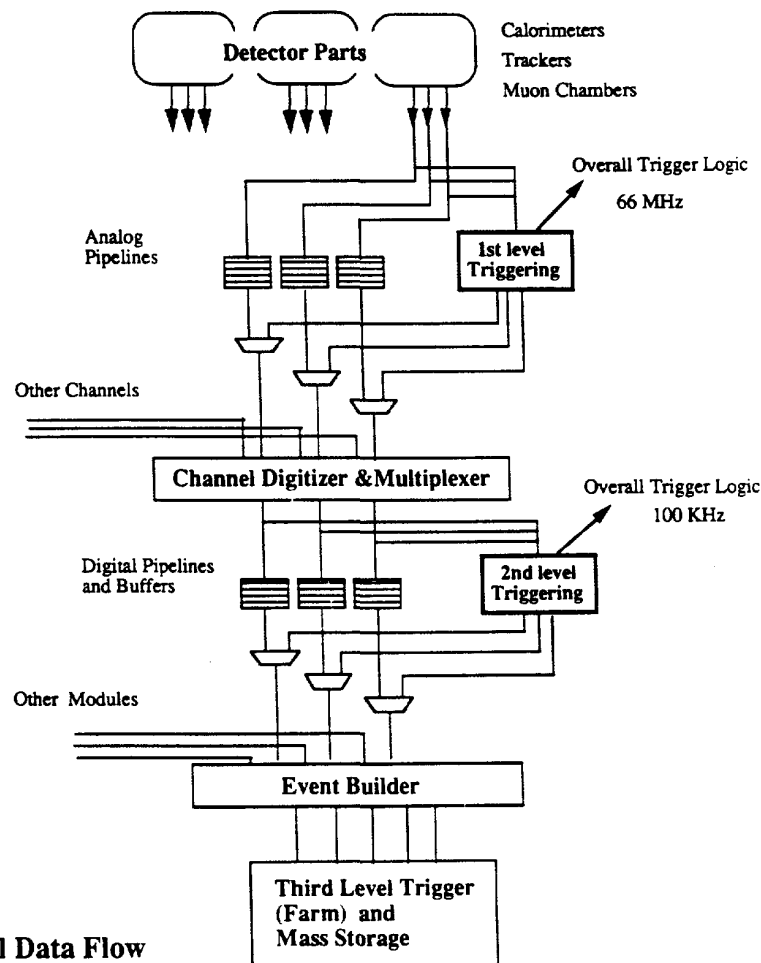 Detector Parts
Calorimeters
Trackers
Muon Chambers
Overall Trigger Logic
66 MHz
Analog
Pipelines
1st level
Triggering
Other Channels
Channel Digitizer &Multiplexer
Overall Trigger Logic
100 KHz
Digital Pipelines
and Buffers
2nd level
Triggering
Other Modules
Event Builder
Third Level Trigger
(Farm) and
Mass Storage
l Data Flow